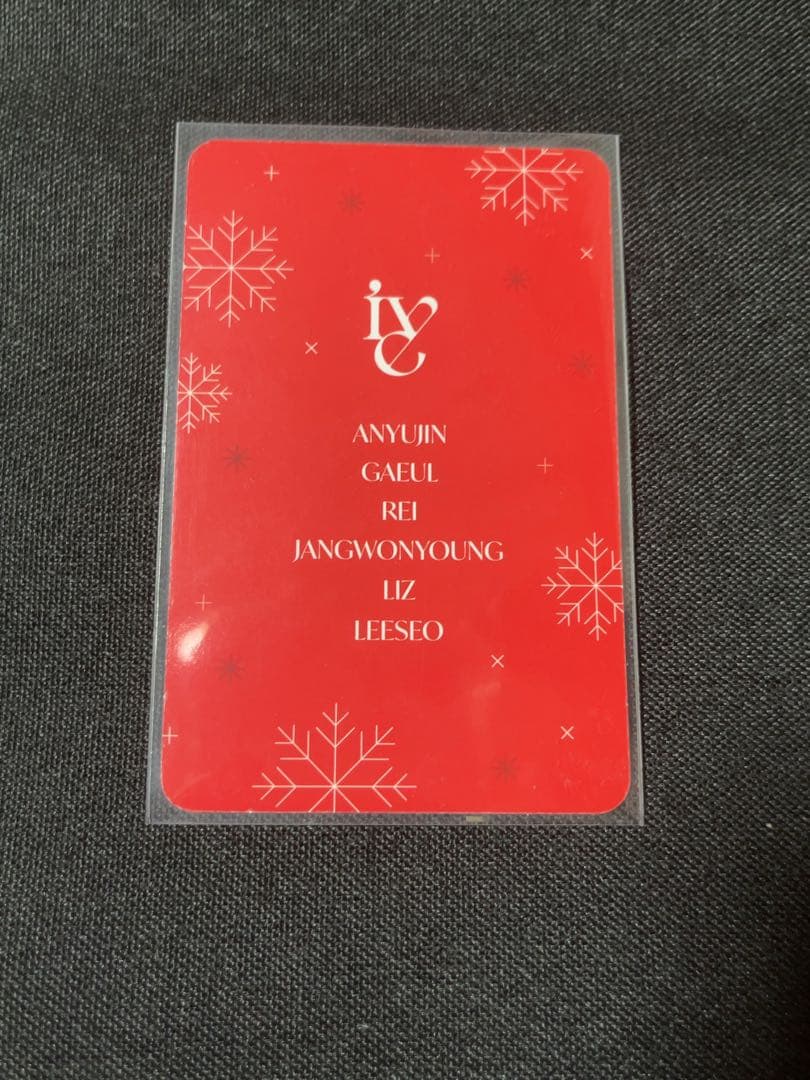 ive
ANYUJIN
GAEUL
REI
JANGWONYOUNG
LIZ
LEESEO